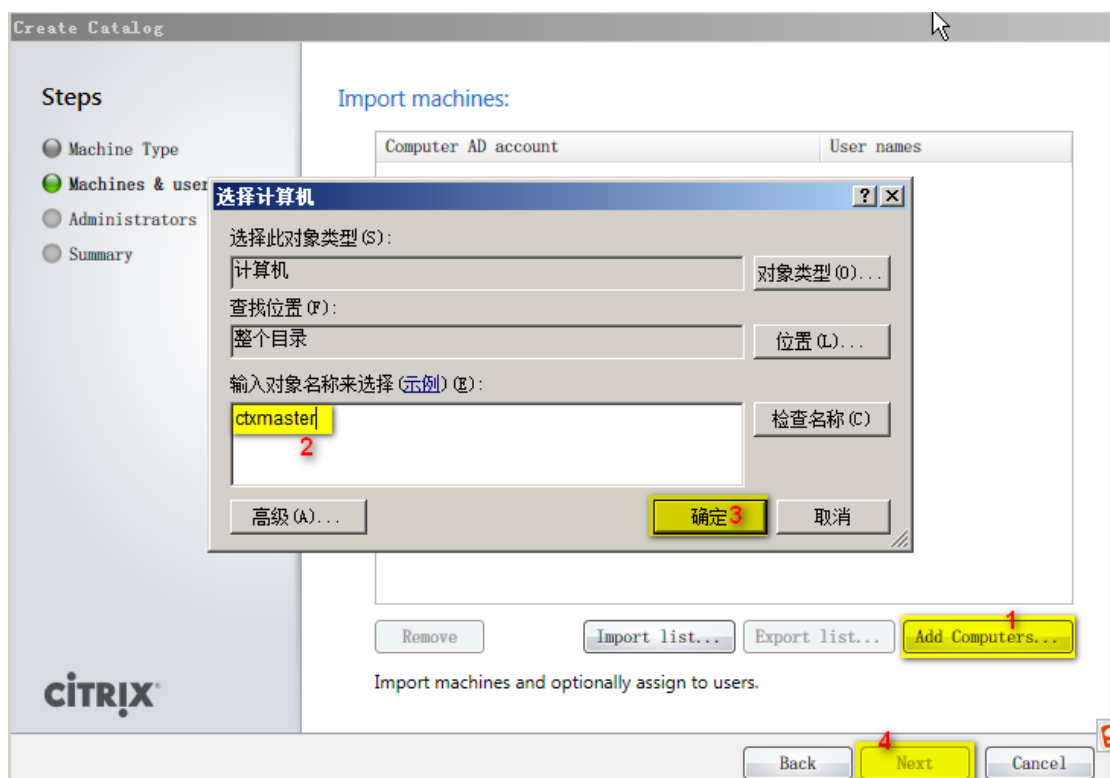 Create Catalog
Steps
Machine Type
Machines & user
Administrators
Summary
Import machines:
Computer AD account User names
选择计算机
选择此对象类型(S):
计算机 对象类型(O)...
查找位置(F):
整个目录 位置(L)...
输入对象名称来选择(示例)(E):
ctxmaster 检查名称(C)
2
高级(A)... 确定 3 取消
1
Remove Import list... Export list... Add Computers...
Import machines and optionally assign to users.
CITRIX
4
Back Next Cancel